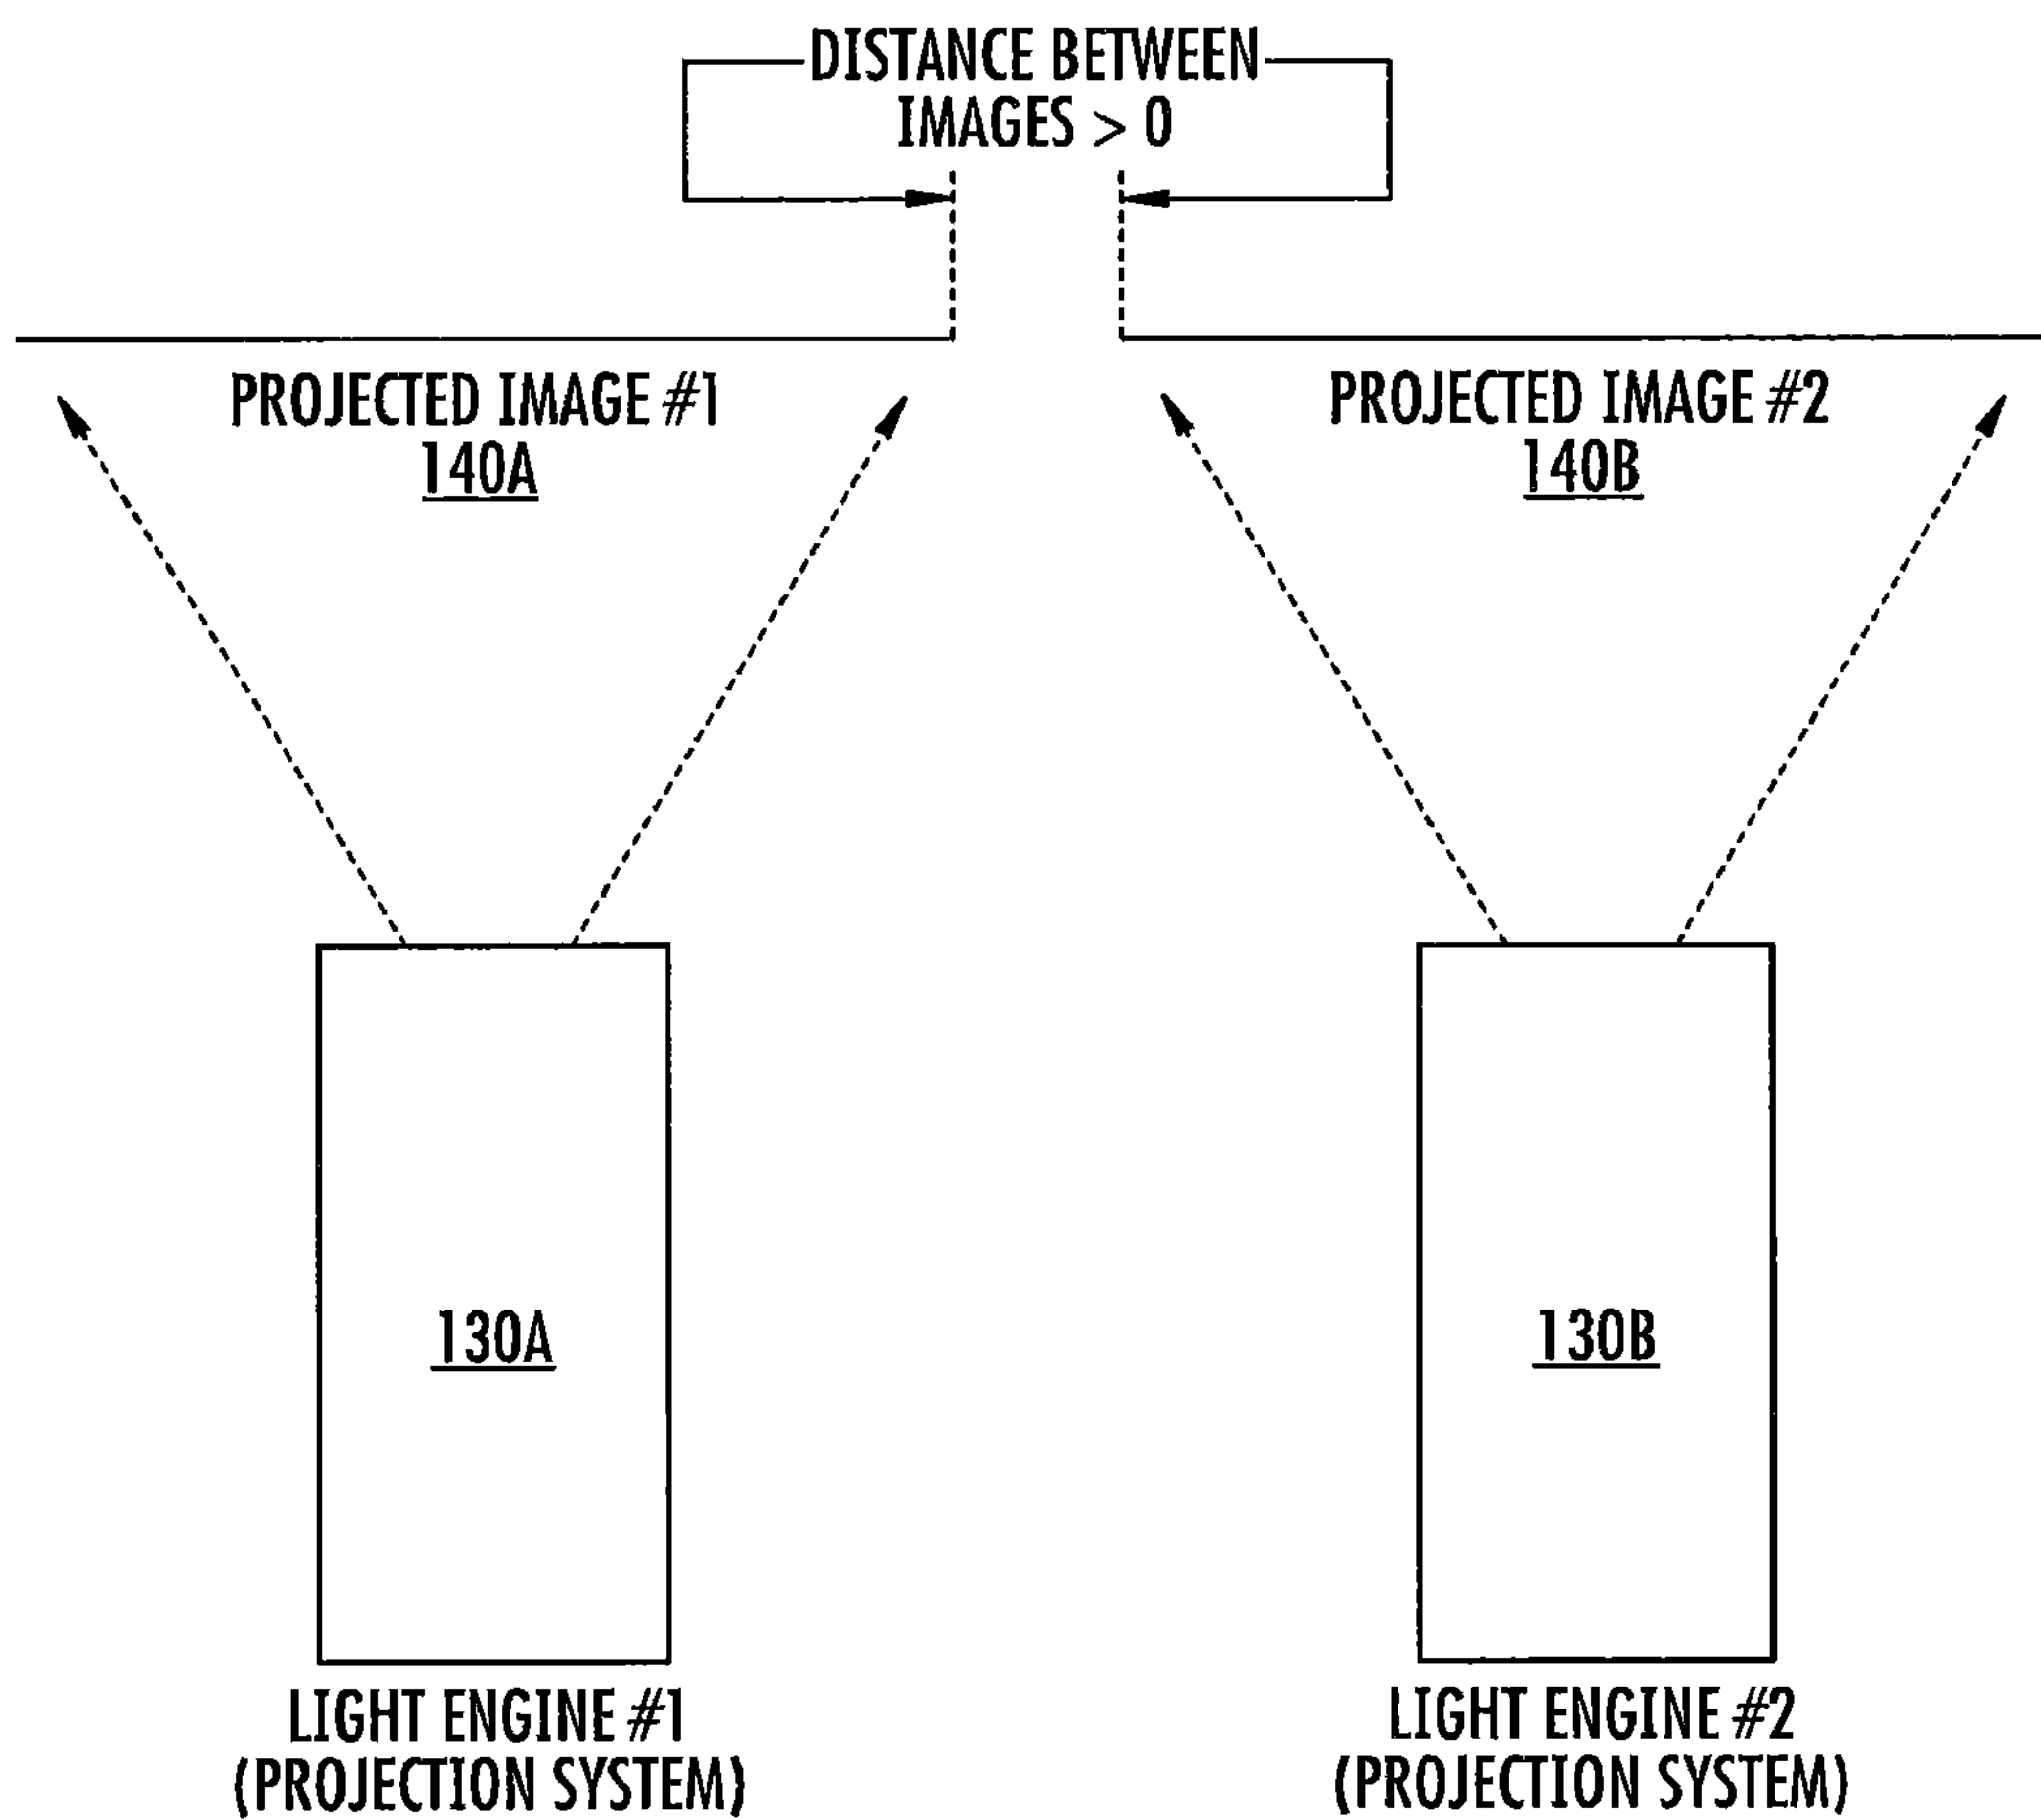 DISTANCE BETWEEN
IMAGES > 0
PROJECTED IMAGE #1
140A
PROJECTED IMAGE #2
140B
130A
130B
LIGHT ENGINE #1
(PROJECTION SYSTEM)
LIGHT ENGINE #2
(PROJECTION SYSTEM)